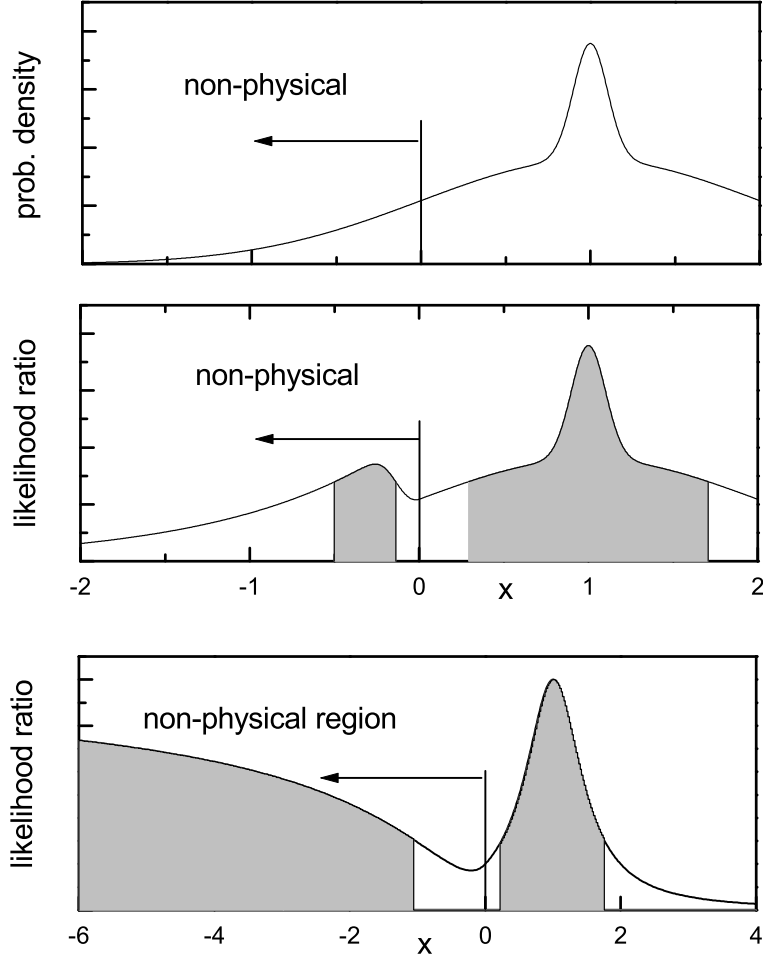 prob. density
non-physical
likelihood ratio
non-physical
-2 -1 0 1 2
x
likelihood ratio
non-physical region
-6 -4 -2 0 2 4
x